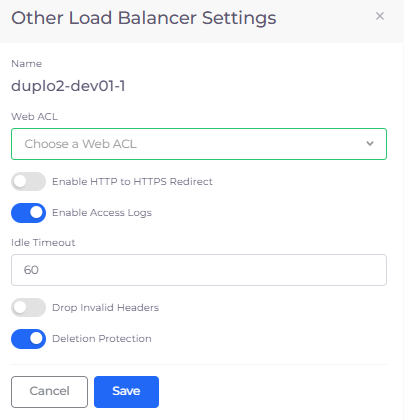 Other Load Balancer Settings
×
Name
duplo2-dev01-1
Web ACL
Choose a Web ACL
Enable HTTP to HTTPS Redirect
Enable Access Logs
Idle Timeout
60
Drop Invalid Headers
Deletion Protection
Cancel Save